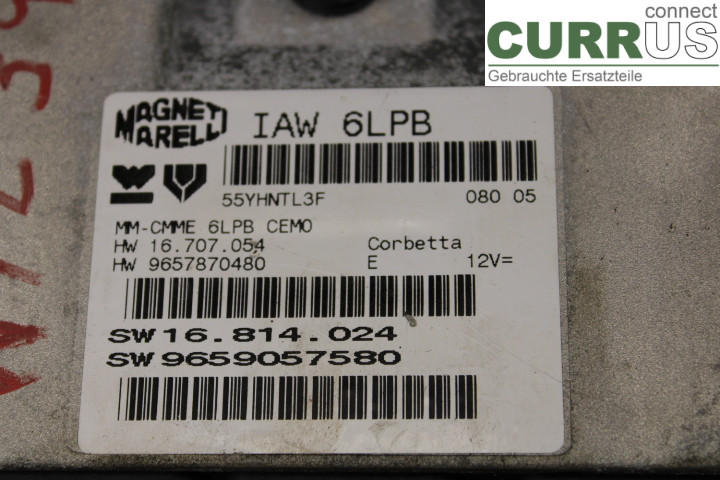 connect
CURRUS
Gebrauchte Ersatzteile
MAGNETI
MARELLI
IAW 6LPB
55YHNTL3F 080 05
MM-CMME 6LPB CEMO
HW 16.707.054 Corbetta
HW 9657870480 E 12V=
SW 16.814.024
SW 9659057580